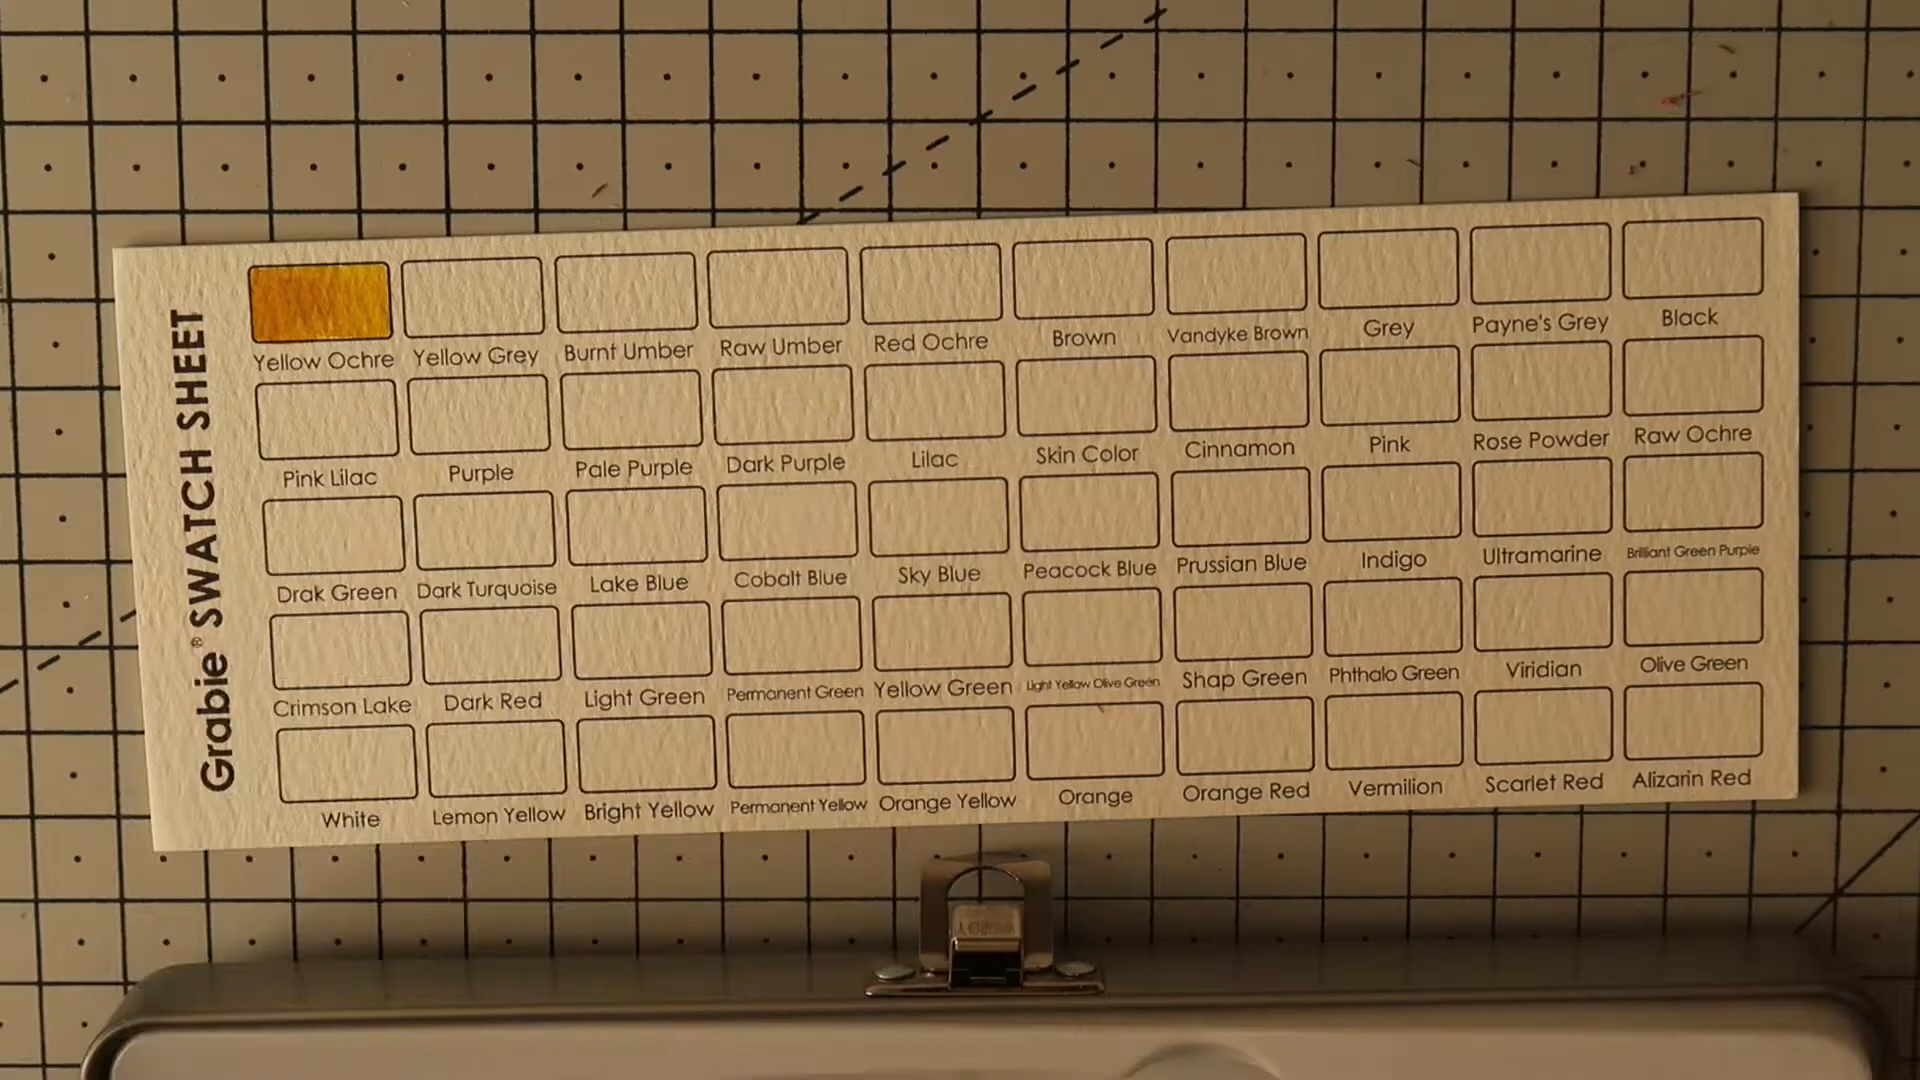 Grabie® SWATCH SHEET
Yellow Ochre Yellow Grey Burnt Umber Raw Umber Red Ochre Brown Vandyke Brown Grey Payne's Grey Black
Pink Lilac Purple Pale Purple Dark Purple Lilac Skin Color Cinnamon Pink Rose Powder Raw Ochre
Drak Green Dark Turquoise Lake Blue Cobalt Blue Sky Blue Peacock Blue Prussian Blue Indigo Ultramarine Brilliant Green Purple
Crimson Lake Dark Red Light Green Permanent Green Yellow Green Light Yellow Olive Green Shap Green Phthalo Green Viridian Olive Green
White Lemon Yellow Bright Yellow Permanent Yellow Orange Yellow Orange Orange Red Vermilion Scarlet Red Alizarin Red